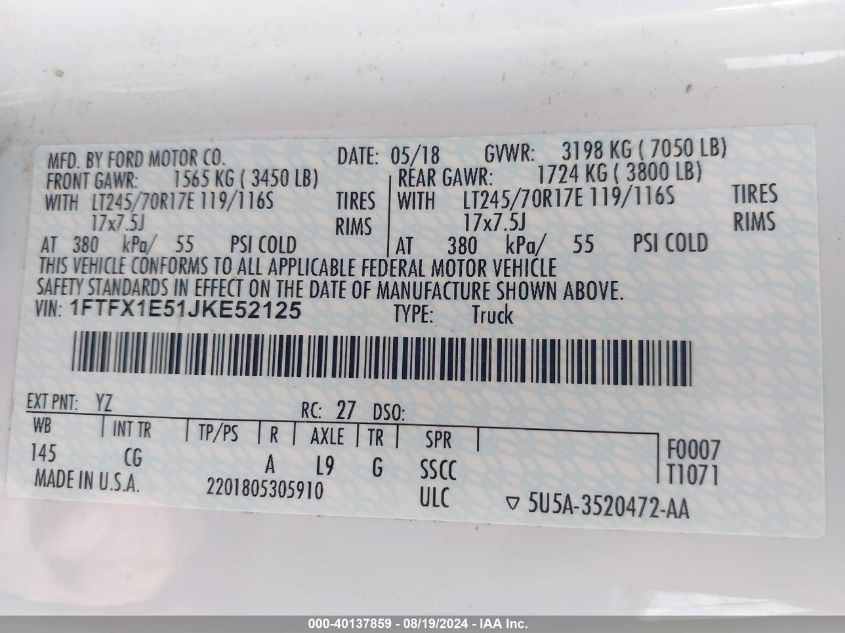 MFD. BY FORD MOTOR CO. DATE: 05/18 GVWR: 3198 KG ( 7050 LB)
FRONT GAWR: 1565 KG ( 3450 LB) REAR GAWR: 1724 KG ( 3800 LB)
WITH LT245/70R17E 119/116S TIRES WITH LT245/70R17E 119/116S TIRES
17x7.5J RIMS 17x7.5J RIMS
AT 380 kPa/ 55 PSI COLD AT 380 kPa/ 55 PSI COLD
THIS VEHICLE CONFORMS TO ALL APPLICABLE FEDERAL MOTOR VEHICLE
SAFETY STANDARDS IN EFFECT ON THE DATE OF MANUFACTURE SHOWN ABOVE.
VIN: 1FTFX1E51JKE52125 TYPE: Truck
EXT PNT: YZ RC: 27 DSO:
WB INT TR TP/PS R AXLE TR SPR F0007
145 CG A L9 G SSCC T1071
MADE IN U.S.A. 2201805305910 ULC 5U5A-3520472-AA
000-40137859 - 08/19/2024 - IAA Inc.